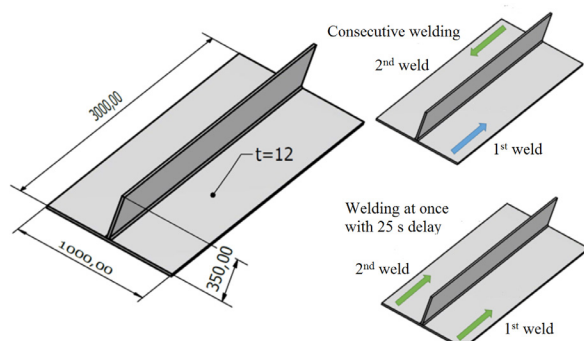 3000,00
t=12
1000,00
350,00
Consecutive welding
2nd weld
1st weld
Welding at once
with 25 s delay
2nd weld
1st weld